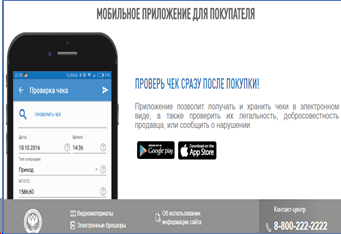 МОБИЛЬНОЕ ПРИЛОЖЕНИЕ ДЛЯ ПОКУПАТЕЛЯ
Проверка чека
ПРОВЕРИТЬ ЧЕК
Дата
Время
10.10.2016
14:36
Тип операции
Приход
ИТОГО
1586,60
ПРОВЕРЬ ЧЕК СРАЗУ ПОСЛЕ ПОКУПКИ!
Приложение позволит получать и хранить чеки в электронном
виде, а также проверить их легальность, добросовестность
продавца, или сообщить о нарушении
Google play
Download on the
App Store
Видеоматериалы
Электронные брошюры
Об использовании
информации сайта
Контакт-центр
8-800-222-2222